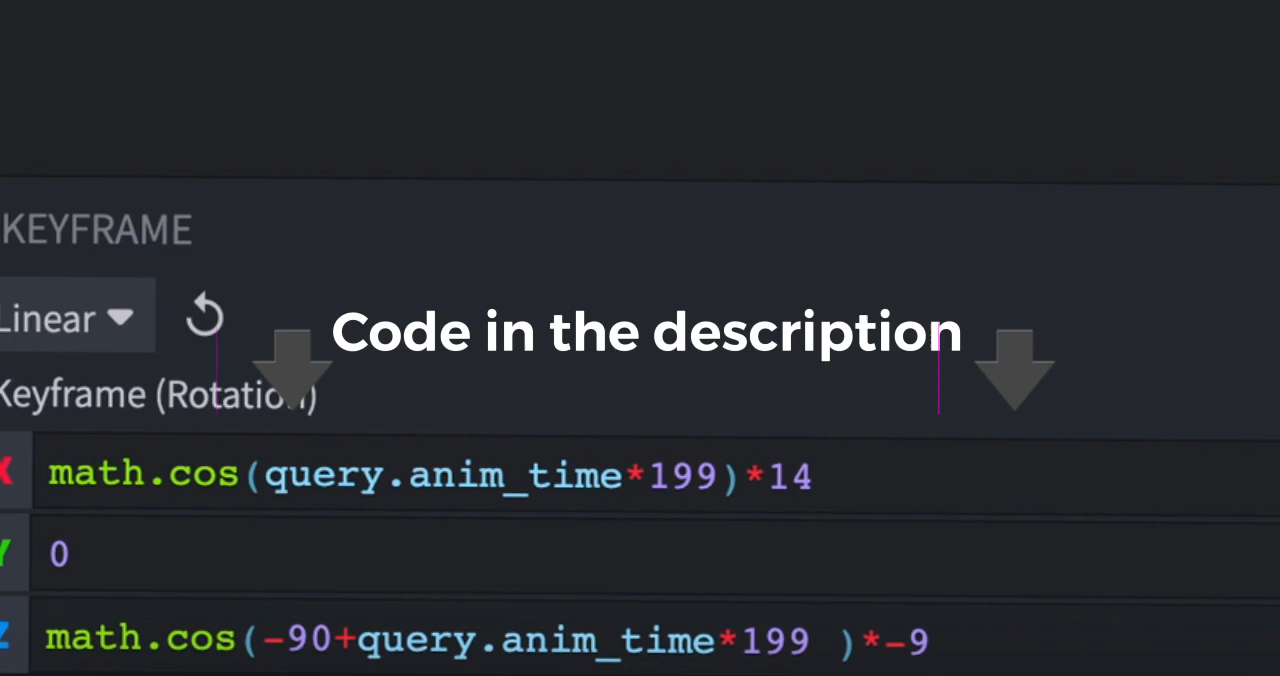 KEYFRAME
Linear
Code in the description
Keyframe (Rotation)
X math.cos(query.anim_time*199)*14
Y 0
Z math.cos(-90+query.anim_time*199 )*-9